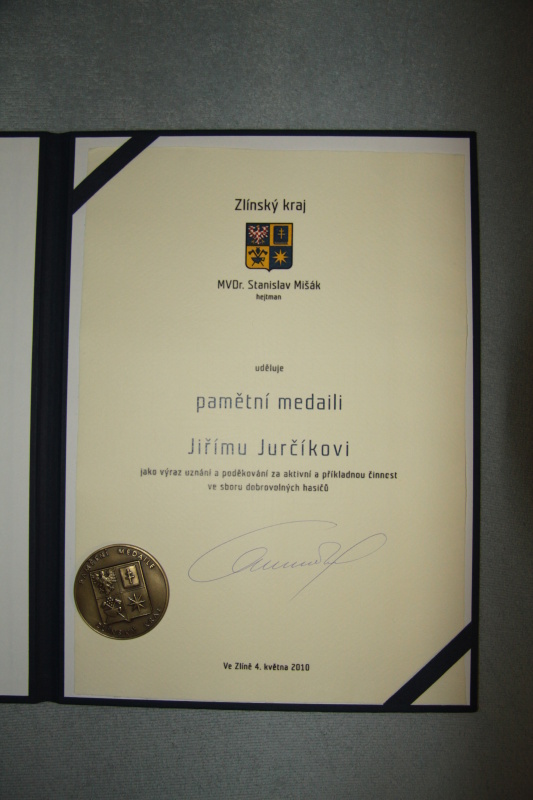 Zlínský kraj
MVDr. Stanislav Mišák
hejtman
uděluje
pamětní medaili
Jiřímu Jurčíkovi
jako výraz uznání a poděkování za aktivní a příkladnou činnost
ve sboru dobrovolných hasičů
Ve Zlíně 4. května 2010